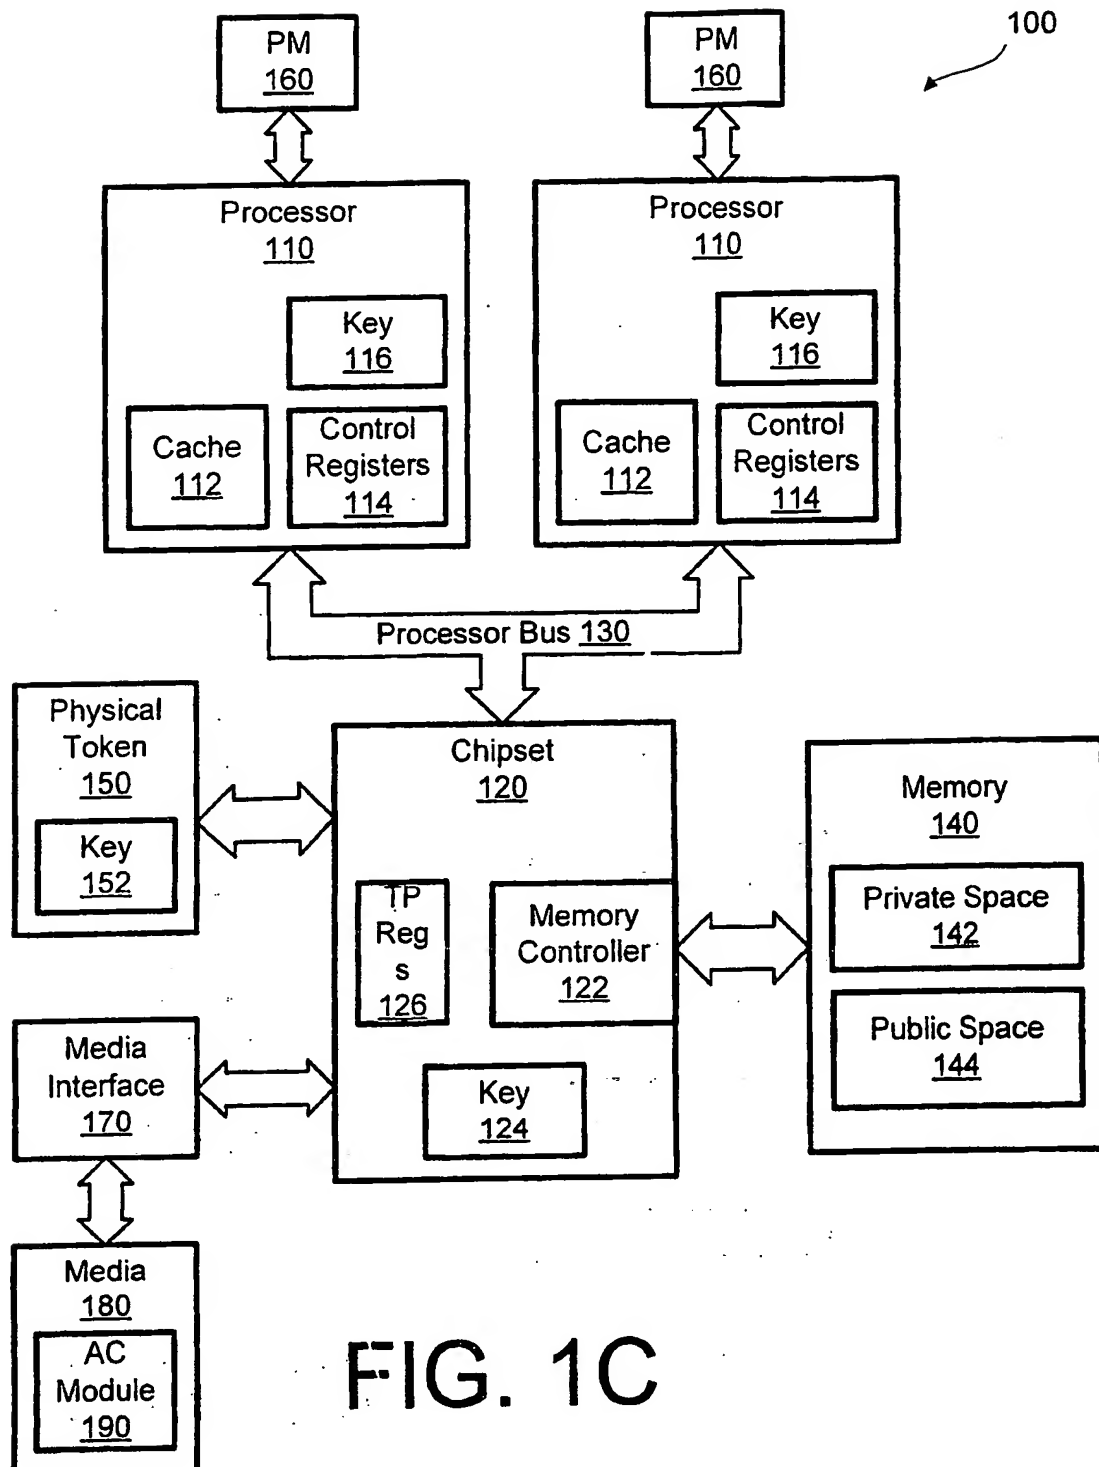 100
PM
160
PM
160
Processor
110
Key
116
Cache
112
Control
Registers
114
Processor
110
Key
116
Cache
112
Control
Registers
114
Processor Bus 130
Physical
Token
150
Key
152
Chipset
120
TP
Reg
s
126
Memory
Controller
122
Key
124
Memory
140
Private Space
142
Public Space
144
Media
Interface
170
Media
180
AC
Module
190
FIG. 1C